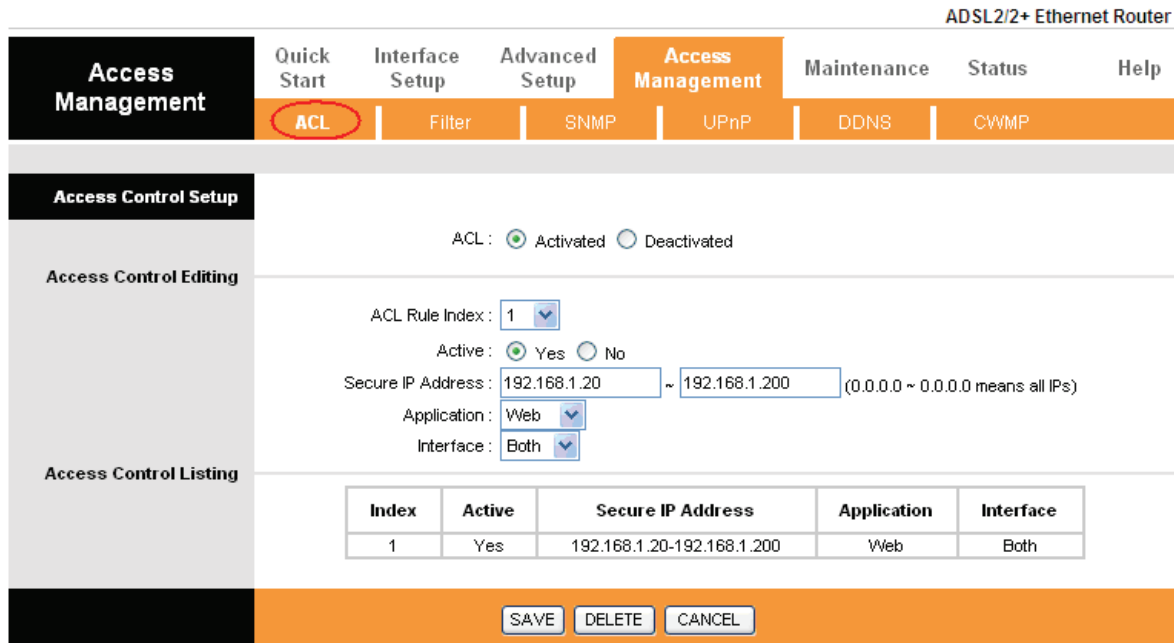 ADSL2/2+ Ethernet Router
Access Management
Quick Start
Interface Setup
Advanced Setup
Access Management
Maintenance
Status
Help
ACL
Filter
SNMP
UPnP
DDNS
CWMP
Access Control Setup
ACL : Activated Deactivated
Access Control Editing
ACL Rule Index : 1
Active : Yes No
Secure IP Address : 192.168.1.20 ~ 192.168.1.200 (0.0.0.0 ~ 0.0.0.0 means all IPs)
Application : Web
Interface : Both
Access Control Listing
Index Active Secure IP Address Application Interface
1 Yes 192.168.1.20-192.168.1.200 Web Both
SAVE DELETE CANCEL